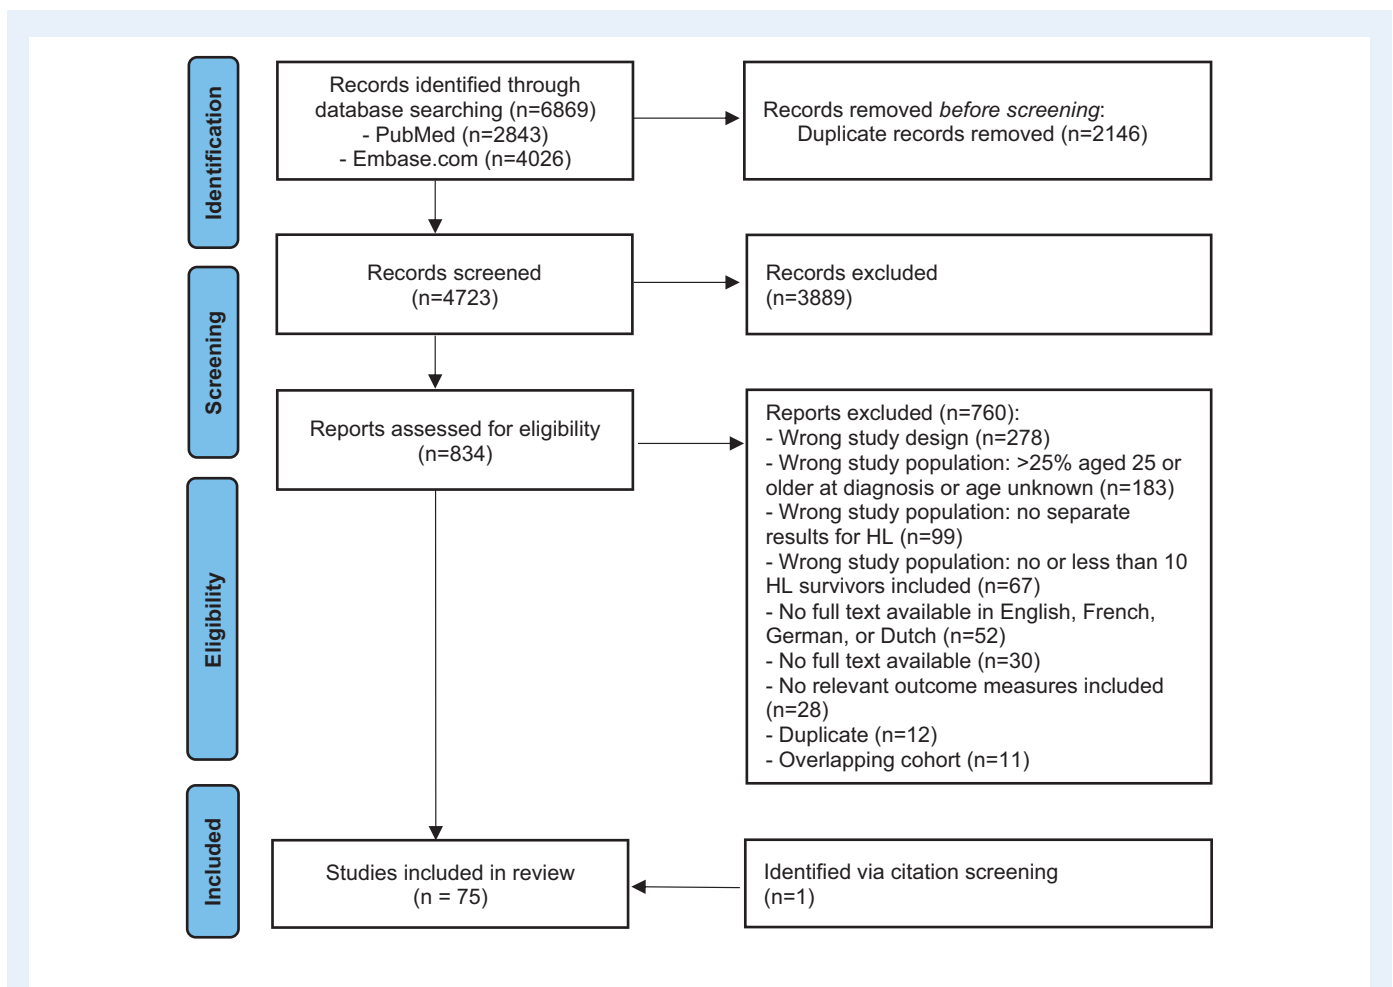 Identification
Records identified through
database searching (n=6869)
- PubMed (n=2843)
- Embase.com (n=4026)
Records removed before screening:
Duplicate records removed (n=2146)
Screening
Records screened
(n=4723)
Records excluded
(n=3889)
Reports assessed for eligibility
(n=834)
Reports excluded (n=760):
- Wrong study design (n=278)
- Wrong study population: >25% aged 25 or
older at diagnosis or age unknown (n=183)
- Wrong study population: no separate
results for HL (n=99)
- Wrong study population: no or less than 10
HL survivors included (n=67)
- No full text available in English, French,
German, or Dutch (n=52)
- No full text available (n=30)
- No relevant outcome measures included
(n=28)
- Duplicate (n=12)
- Overlapping cohort (n=11)
Eligibility
Included
Studies included in review
(n = 75)
Identified via citation screening
(n=1)